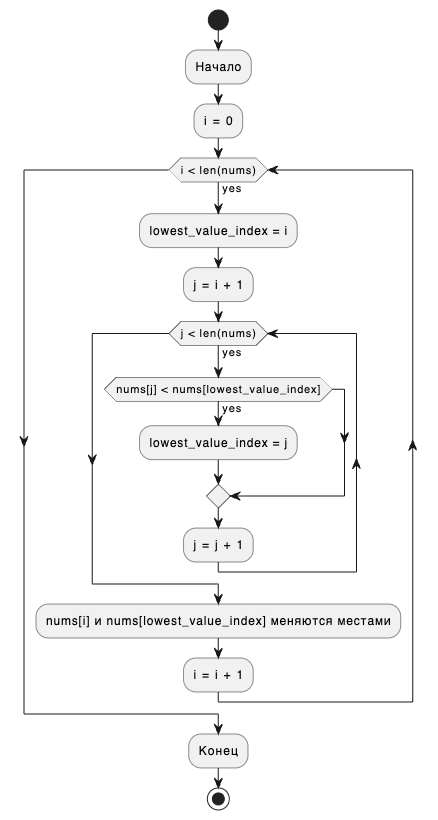 Начало
i = 0
i < len(nums)
yes
lowest_value_index = i
j = i + 1
j < len(nums)
yes
nums[j] < nums[lowest_value_index]
yes
lowest_value_index = j
j = j + 1
nums[i] и nums[lowest_value_index] меняются местами
i = i + 1
Конец